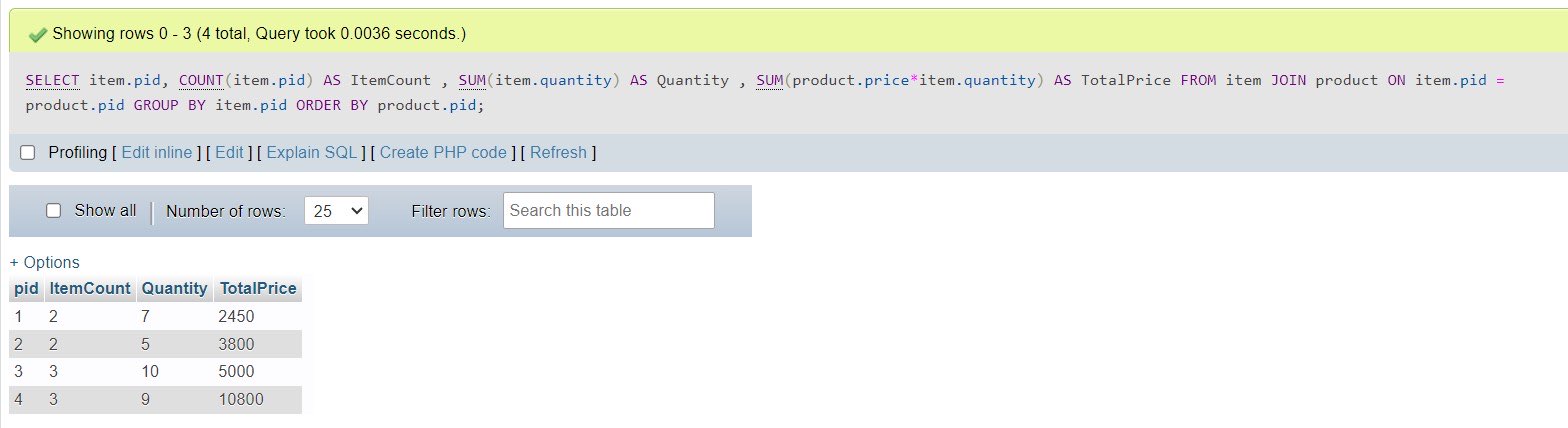 Showing rows 0 - 3 (4 total, Query took 0.0036 seconds.)
SELECT item.pid, COUNT(item.pid) AS ItemCount , SUM(item.quantity) AS Quantity , SUM(product.price*item.quantity) AS TotalPrice FROM item JOIN product ON item.pid =
product.pid GROUP BY item.pid ORDER BY product.pid;
Profiling [ Edit inline ] [ Edit ] [ Explain SQL ] [ Create PHP code ] [ Refresh ]
Show all Number of rows: 25 Filter rows: Search this table
+ Options
pid ItemCount Quantity TotalPrice
1 2 7 2450
2 2 5 3800
3 3 10 5000
4 3 9 10800